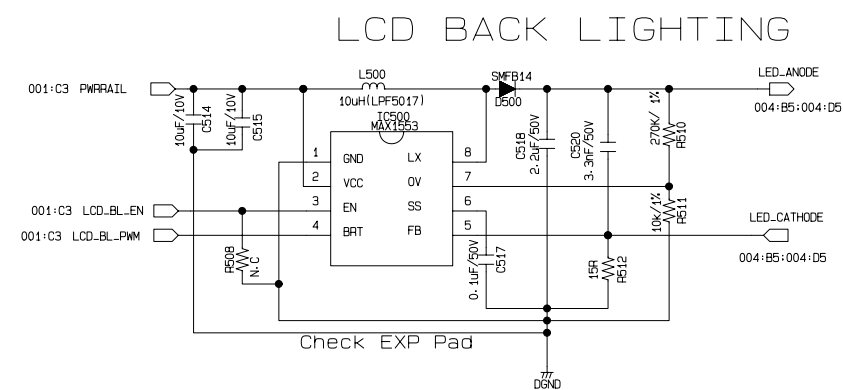 LCD BACK LIGHTING
001:C3 PWRRAIL
10uF/10V
C514
10uF/10V
C515
L500
10uH(LPF5017)
SMFB14
D500
IC500
MAX1553
1 GND
2 VCC
3 EN
4 BRT
LX 8
OV 7
SS 6
FB 5
001:C3 LCD_BL_EN
001:C3 LCD_BL_PWM
R508
N.C
0.1uF/50V
C517
C518
2.2uF/50V
C520
3.3nF/50V
270K/ 1%
R510
10k/1%
R511
15R
R512
LED_ANODE
004:B5;004:D5
LED_CATHODE
004:B5;004:D5
Check EXP Pad
DGND